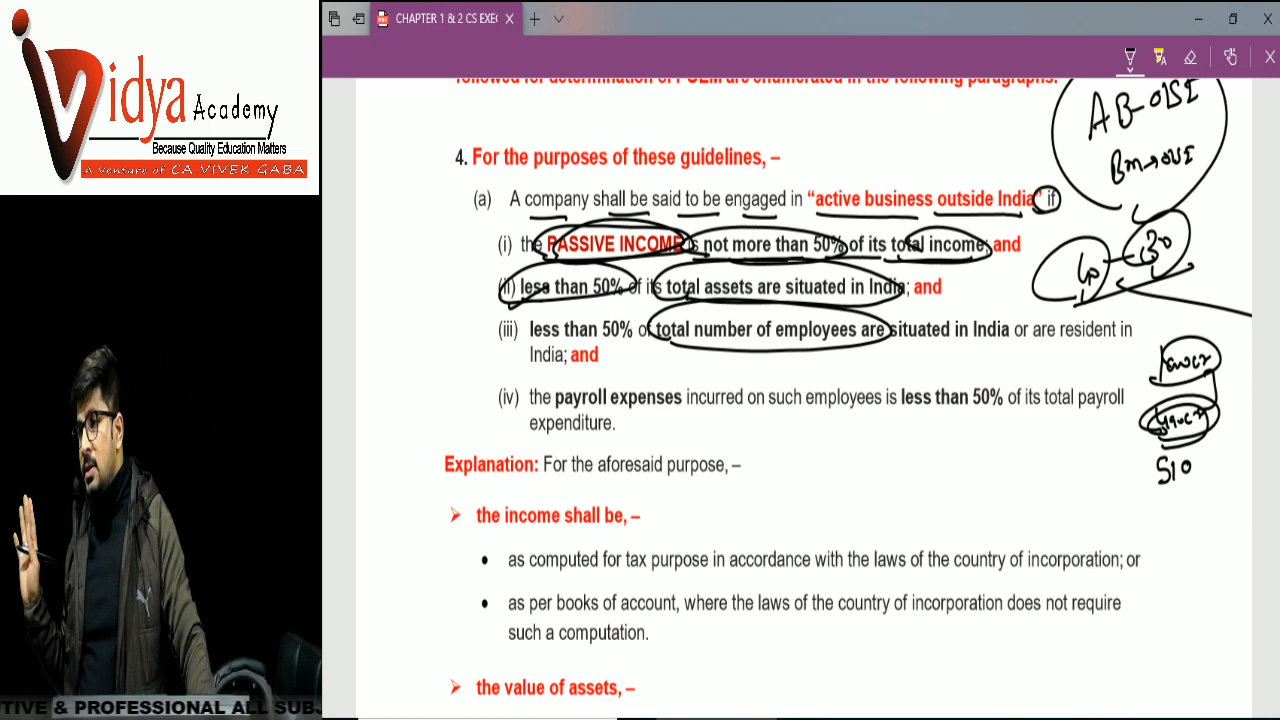 Vidya
Academy
Because Quality Education Matters
A Venture of CA VIVEK GABA
CHAPTER 1 & 2 CS EXEC
followed for determination of POEM are enumerated in the following paragraphs.
4. For the purposes of these guidelines, –
(a) A company shall be said to be engaged in “active business outside India” if
(i) the PASSIVE INCOME is not more than 50% of its total income; and
(ii) less than 50% of its total assets are situated in India; and
(iii) less than 50% of total number of employees are situated in India or are resident in
India; and
(iv) the payroll expenses incurred on such employees is less than 50% of its total payroll
expenditure.
Explanation: For the aforesaid purpose, –
➢ the income shall be, –
• as computed for tax purpose in accordance with the laws of the country of incorporation; or
• as per books of account, where the laws of the country of incorporation does not require
such a computation.
➢ the value of assets, –
AB-OSI
BM→OSI
30
UTIVE & PROFESSIONAL ALL SUBJ